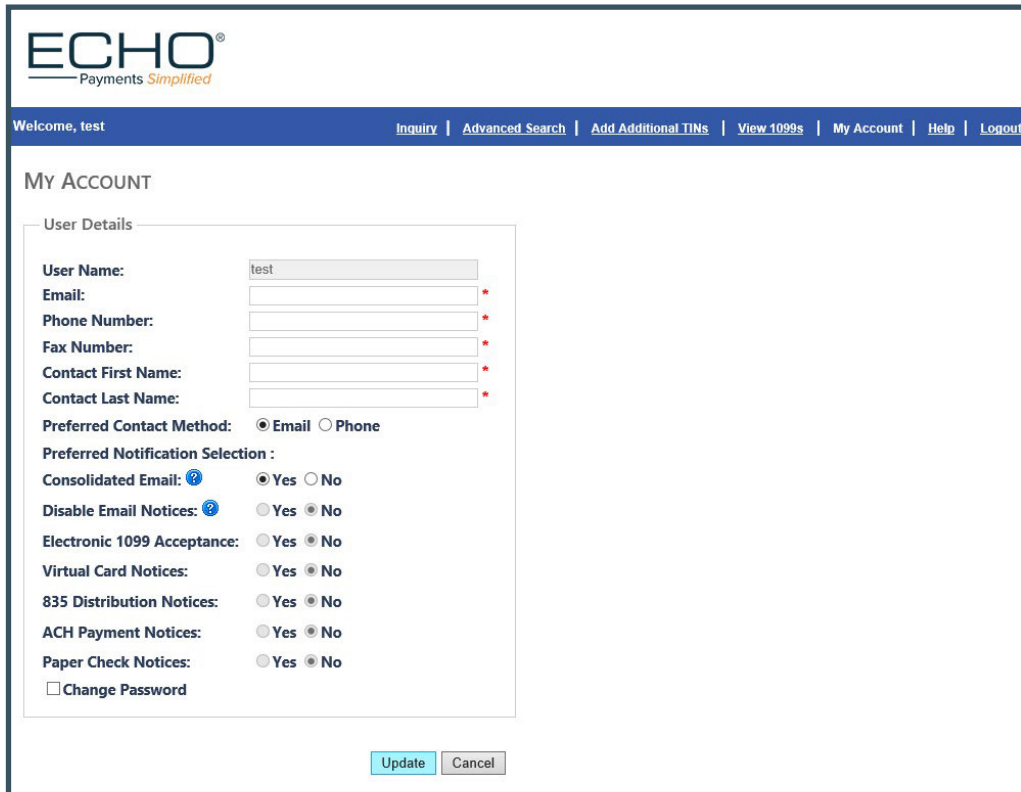 ECHO®
Payments Simplified
Welcome, test Inquiry | Advanced Search | Add Additional TINs | View 1099s | My Account | Help | Logout
MY ACCOUNT
User Details
User Name: test
Email: *
Phone Number: *
Fax Number: *
Contact First Name: *
Contact Last Name: *
Preferred Contact Method: Email Phone
Preferred Notification Selection :
Consolidated Email: ? Yes No
Disable Email Notices: ? Yes No
Electronic 1099 Acceptance: Yes No
Virtual Card Notices: Yes No
835 Distribution Notices: Yes No
ACH Payment Notices: Yes No
Paper Check Notices: Yes No
Change Password
Update Cancel